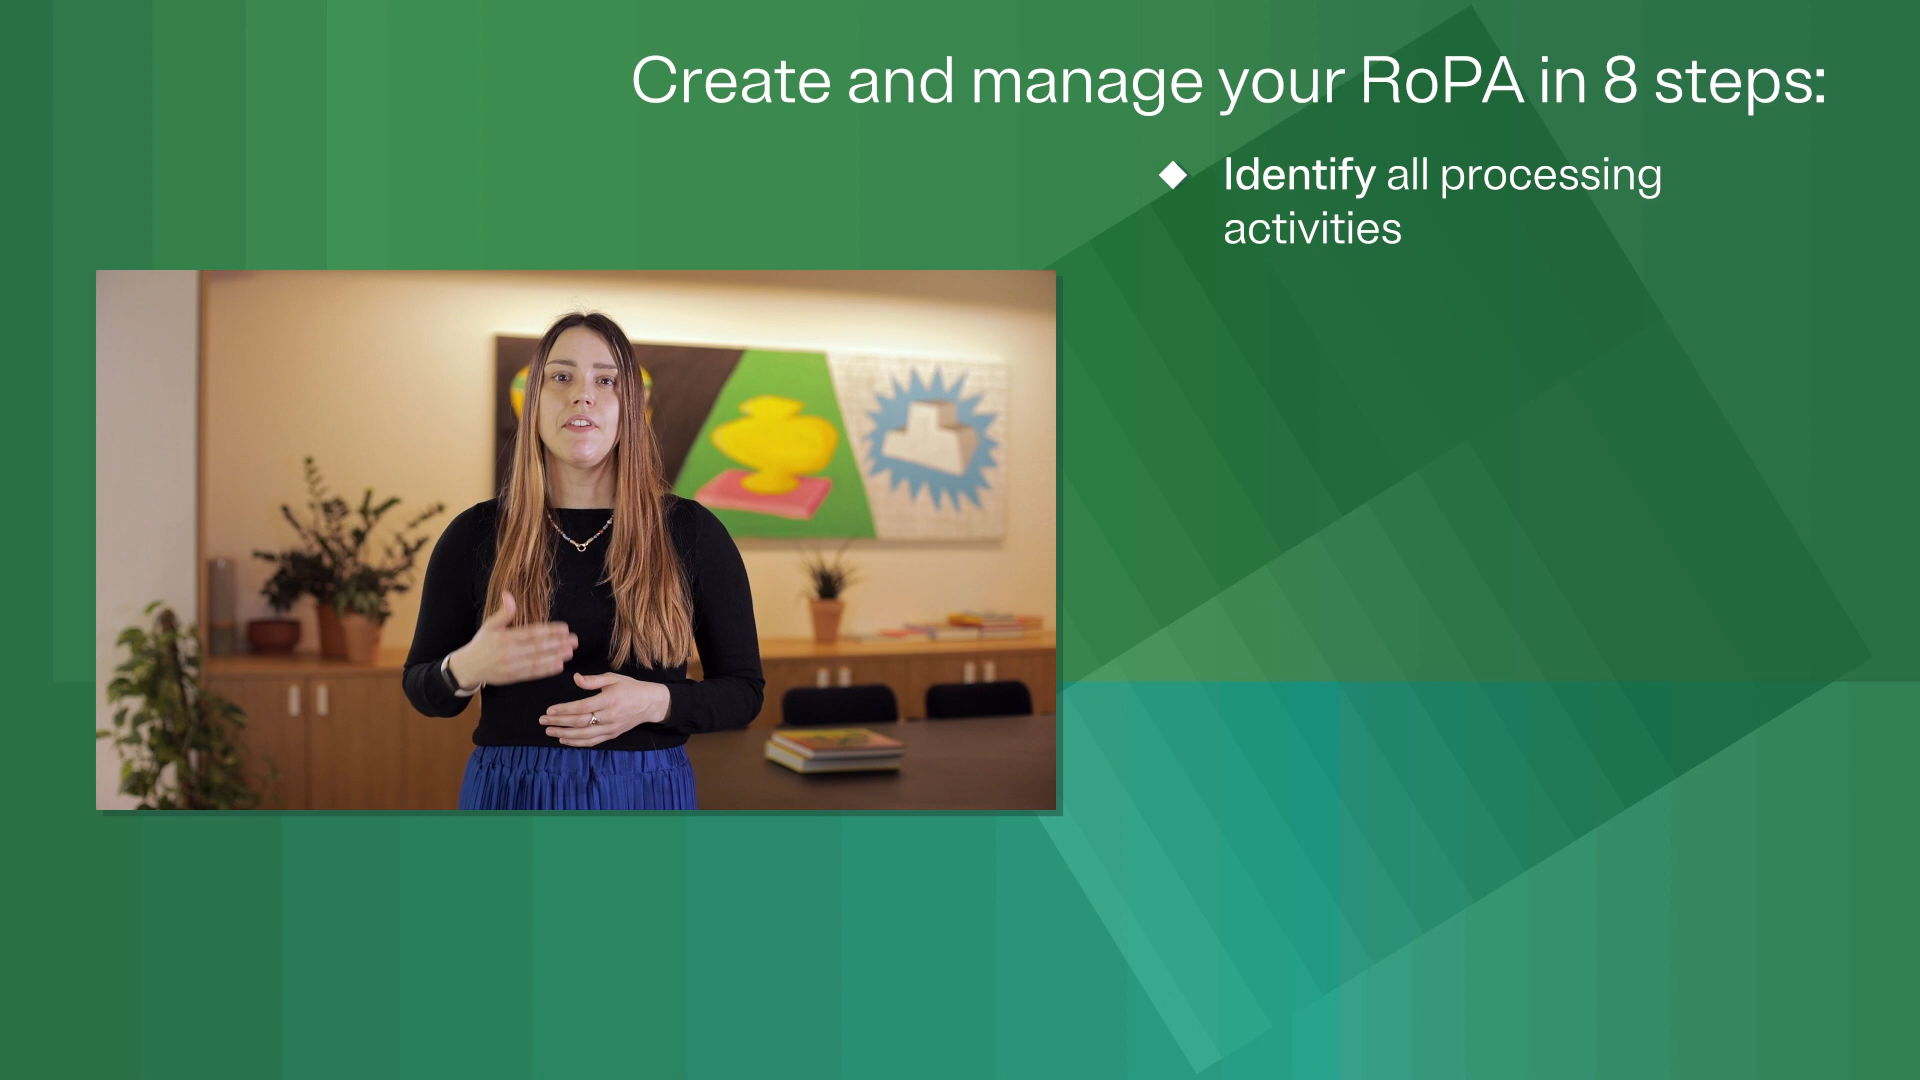 Create and manage your RoPA in 8 steps:
Identify all processing
activities